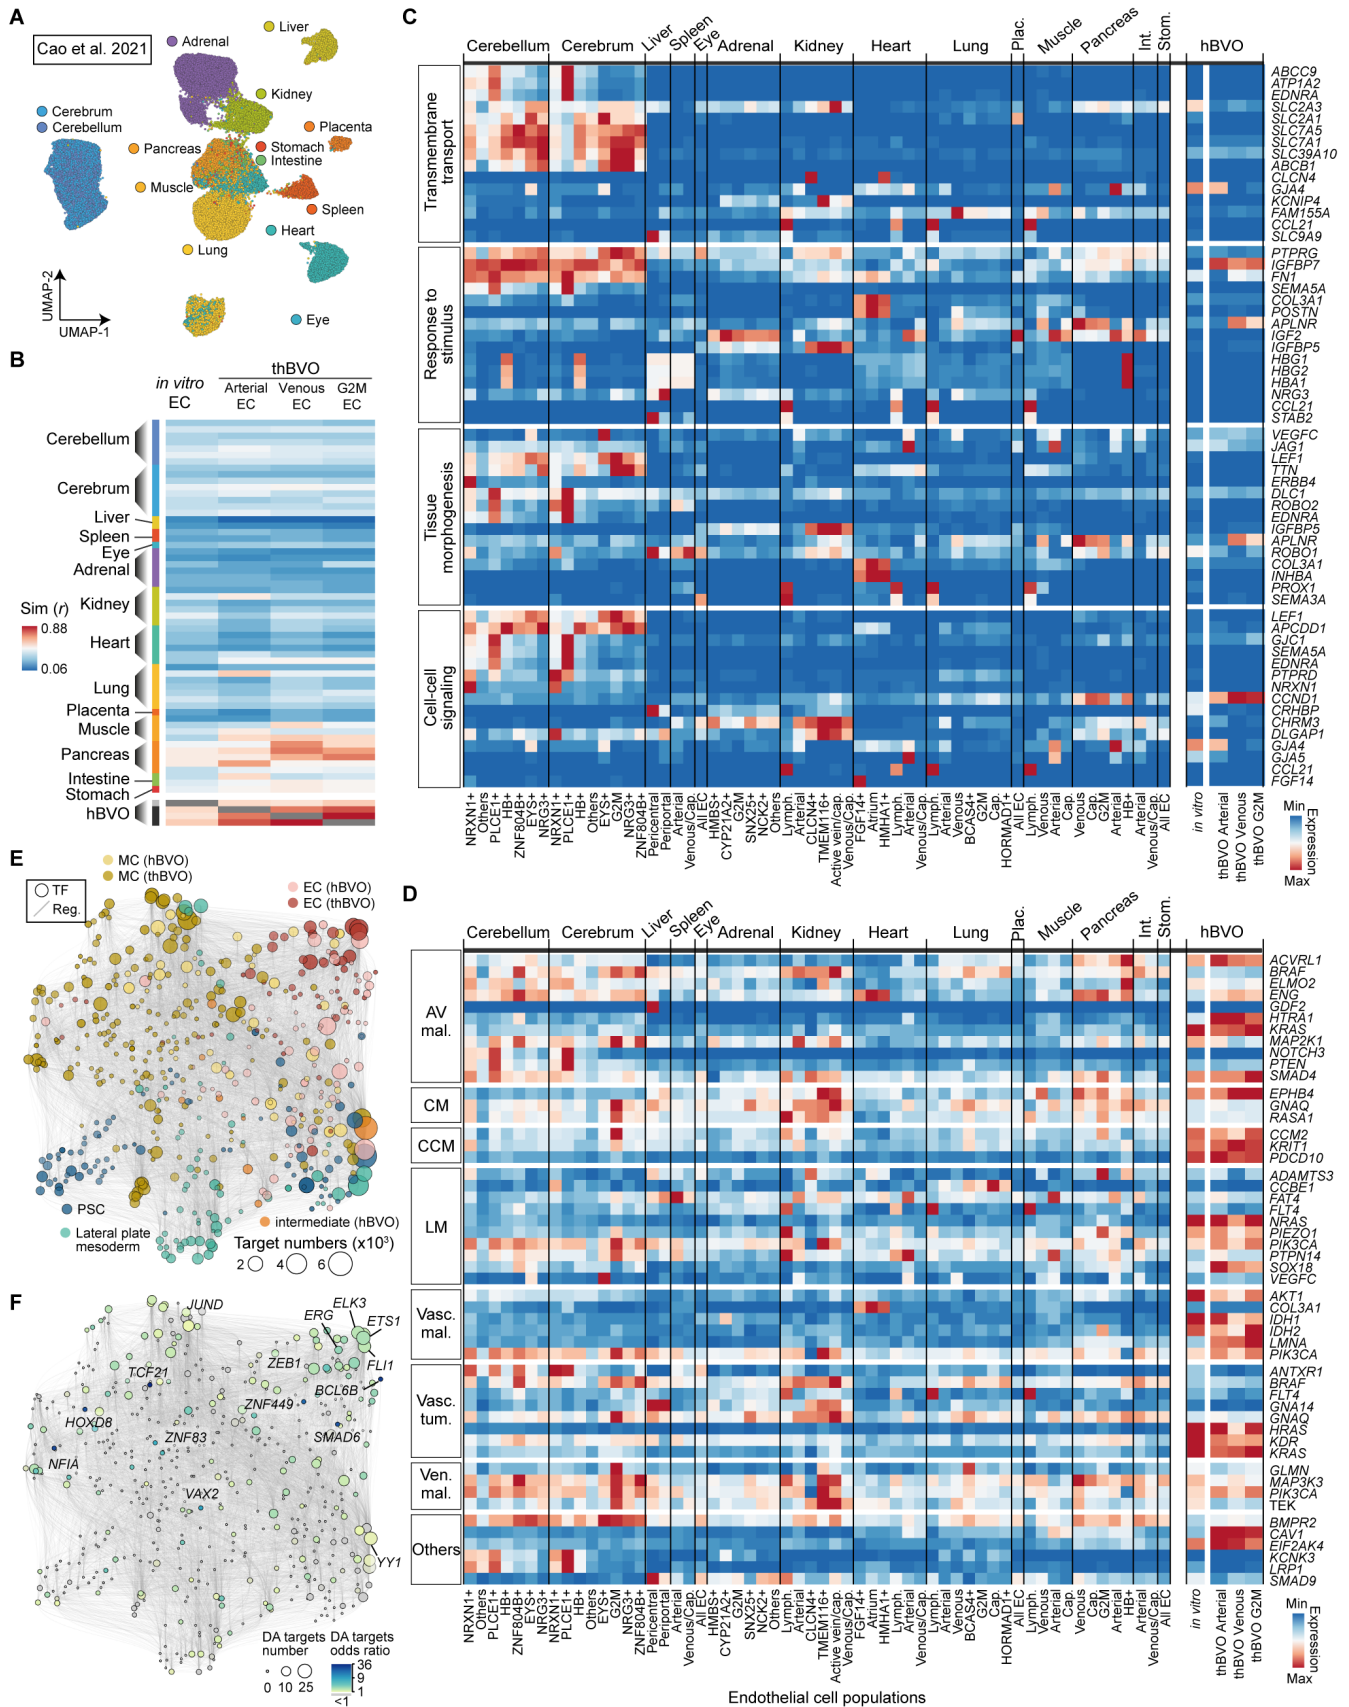 A
Cao et al. 2021
Adrenal
Liver
Kidney
Cerebrum
Cerebellum
Placenta
Pancreas
Stomach
Intestine
Muscle
Spleen
Heart
Lung
Eye
UMAP-2
UMAP-1
B
in vitro
EC
thBVO
Arterial
EC
Venous
EC
G2M
EC
Cerebellum
Cerebrum
Liver
Spleen
Eye
Adrenal
Kidney
Heart
Lung
Placenta
Muscle
Pancreas
Intestine
Stomach
hBVO
Sim (r)
0.88
0.06
C
Cerebellum
Cerebrum
Liver
Spleen
Eye
Adrenal
Kidney
Heart
Lung
Plac.
Muscle
Pancreas
Int.
Stom.
hBVO
Transmembrane
transport
ABCC9
ATP1A2
EDNRA
SLC2A3
SLC2A1
SLC7A5
SLC7A1
SLC39A10
ABCB1
CLCN4
GJA4
KCNIP4
FAM155A
CCL21
SLC9A9
Response to
stimulus
PTPRG
IGFBP7
FN1
SEMA5A
COL3A1
POSTN
APLNR
IGF2
IGFBP5
HBG1
HBG2
HBA1
NRG3
CCL21
STAB2
Tissue
morphogenesis
VEGFC
JAG1
LEF1
TTN
ERBB4
DLC1
ROBO2
EDNRA
IGFBP5
APLNR
ROBO1
COL3A1
INHBA
PROX1
SEMA3A
Cell-cell
signaling
LEF1
APCDD1
GJC1
SEMA5A
EDNRA
PTPRD
NRXN1
CCND1
CRHBP
CHRM3
DLGAP1
GJA4
GJA5
CCL21
FGF14
NRXN1+
Others
PLCE1+
HB+
ZNF804B+
EYS+
NRG3+
NRXN1+
PLCE1+
HB+
Others
EYS+
G2M
NRG3+
ZNF804B+
Pericentral
Periportal
Arterial
Venous/Cap.
All EC
HMBS+
CYP21A2+
G2M
SNX25+
NCK2+
Others
Lymph.
Arterial
CLCN4+
TMEM116+
Active vein/cap.
Venous/Cap.
FGF14+
Atrium
HMHA1+
Lymph.
Arterial
Venous/Cap.
Lymph.
Arterial
Venous
BCAS4+
G2M
Cap.
HORMAD1+
All EC
Lymph.
Venous
Arterial
Cap.
Venous
Cap.
G2M
Arterial
HB+
Arterial
Venous/Cap.
All EC
in vitro
thBVO Arterial
thBVO Venous
thBVO G2M
Min
Expression
Max
D
Cerebellum
Cerebrum
Liver
Spleen
Eye
Adrenal
Kidney
Heart
Lung
Plac.
Muscle
Pancreas
Int.
Stom.
hBVO
AV
mal.
ACVRL1
BRAF
ELMO2
ENG
GDF2
HTRA1
KRAS
MAP2K1
NOTCH3
PTEN
SMAD4
CM
EPHB4
GNAQ
RASA1
CCM
CCM2
KRIT1
PDCD10
LM
ADAMTS3
CCBE1
FAT4
FLT4
NRAS
PIEZO1
PIK3CA
PTPN14
SOX18
VEGFC
Vasc.
mal.
AKT1
COL3A1
IDH1
IDH2
LMNA
PIK3CA
Vasc.
tum.
ANTXR1
BRAF
FLT4
GNA14
GNAQ
HRAS
KDR
KRAS
Ven.
mal.
GLMN
MAP3K3
PIK3CA
TEK
Others
BMPR2
CAV1
EIF2AK4
KCNK3
LRP1
SMAD9
NRXN1+
Others
PLCE1+
HB+
ZNF804B+
EYS+
NRG3+
NRXN1+
PLCE1+
HB+
Others
EYS+
G2M
NRG3+
ZNF804B+
Pericentral
Periportal
Arterial
Venous/Cap.
All EC
HMBS+
CYP21A2+
G2M
SNX25+
NCK2+
Others
Lymph.
Arterial
CLCN4+
TMEM116+
Active vein/cap.
Venous/Cap.
FGF14+
Atrium
HMHA1+
Lymph.
Arterial
Venous/Cap.
Lymph.
Arterial
Venous
BCAS4+
G2M
Cap.
HORMAD1+
All EC
Lymph.
Venous
Arterial
Cap.
Venous
Cap.
G2M
Arterial
HB+
Arterial
Venous/Cap.
All EC
in vitro
thBVO Arterial
thBVO Venous
thBVO G2M
Min
Expression
Max
Endothelial cell populations
E
MC (hBVO)
MC (thBVO)
TF
Reg.
EC (hBVO)
EC (thBVO)
PSC
Lateral plate
mesoderm
intermediate (hBVO)
Target numbers (x10³)
2
4
6
F
JUND
ELK3
ERG
ETS1
ZEB1
FLI1
TCF21
BCL6B
ZNF449
HOXD8
ZNF83
SMAD6
NFIA
VAX2
YY1
DA targets
number
0 10 25
DA targets
odds ratio
36
9
1
<1